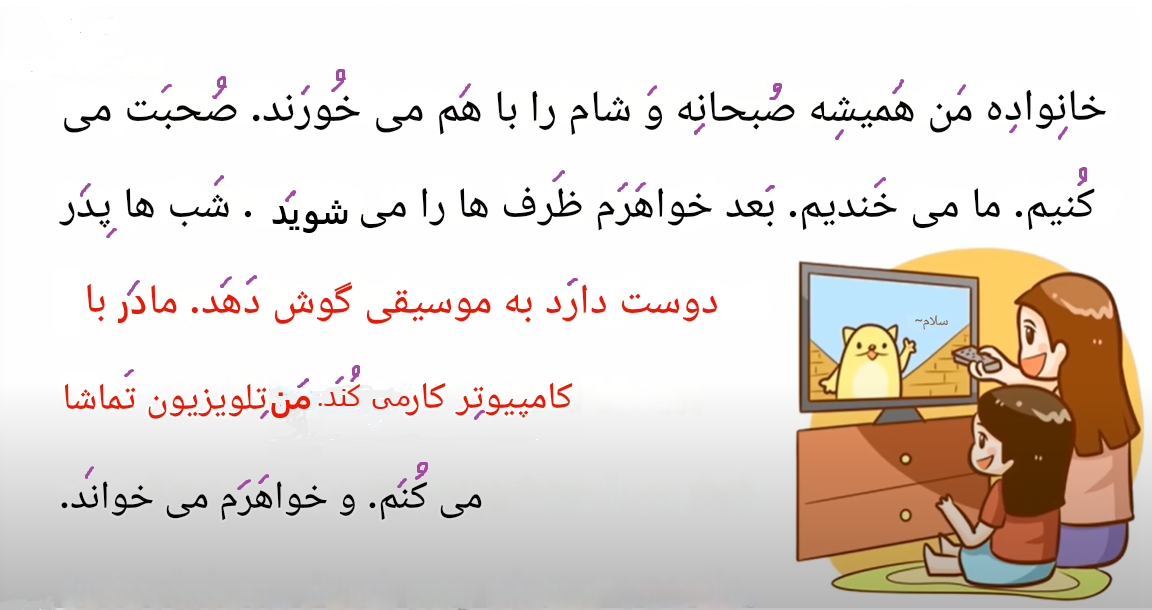 خانِوادِه مَن هَمیشِه صُبحانِه وَ شام را با هَم می خُورَند. صُحبَت می
کُنیم. ما می خَندیم. بَعد خواهَرَم ظَرف ها را می شویَد . شَب ها پِدَر
دوست دارَد به موسیقی گوش دَهَد. مادَر با
کامپیوتِر کارمی کُنَد. مَن تِلویزیون تَماشا
می کُنَم. و خواهَرَم می خوانَد.
سلام~